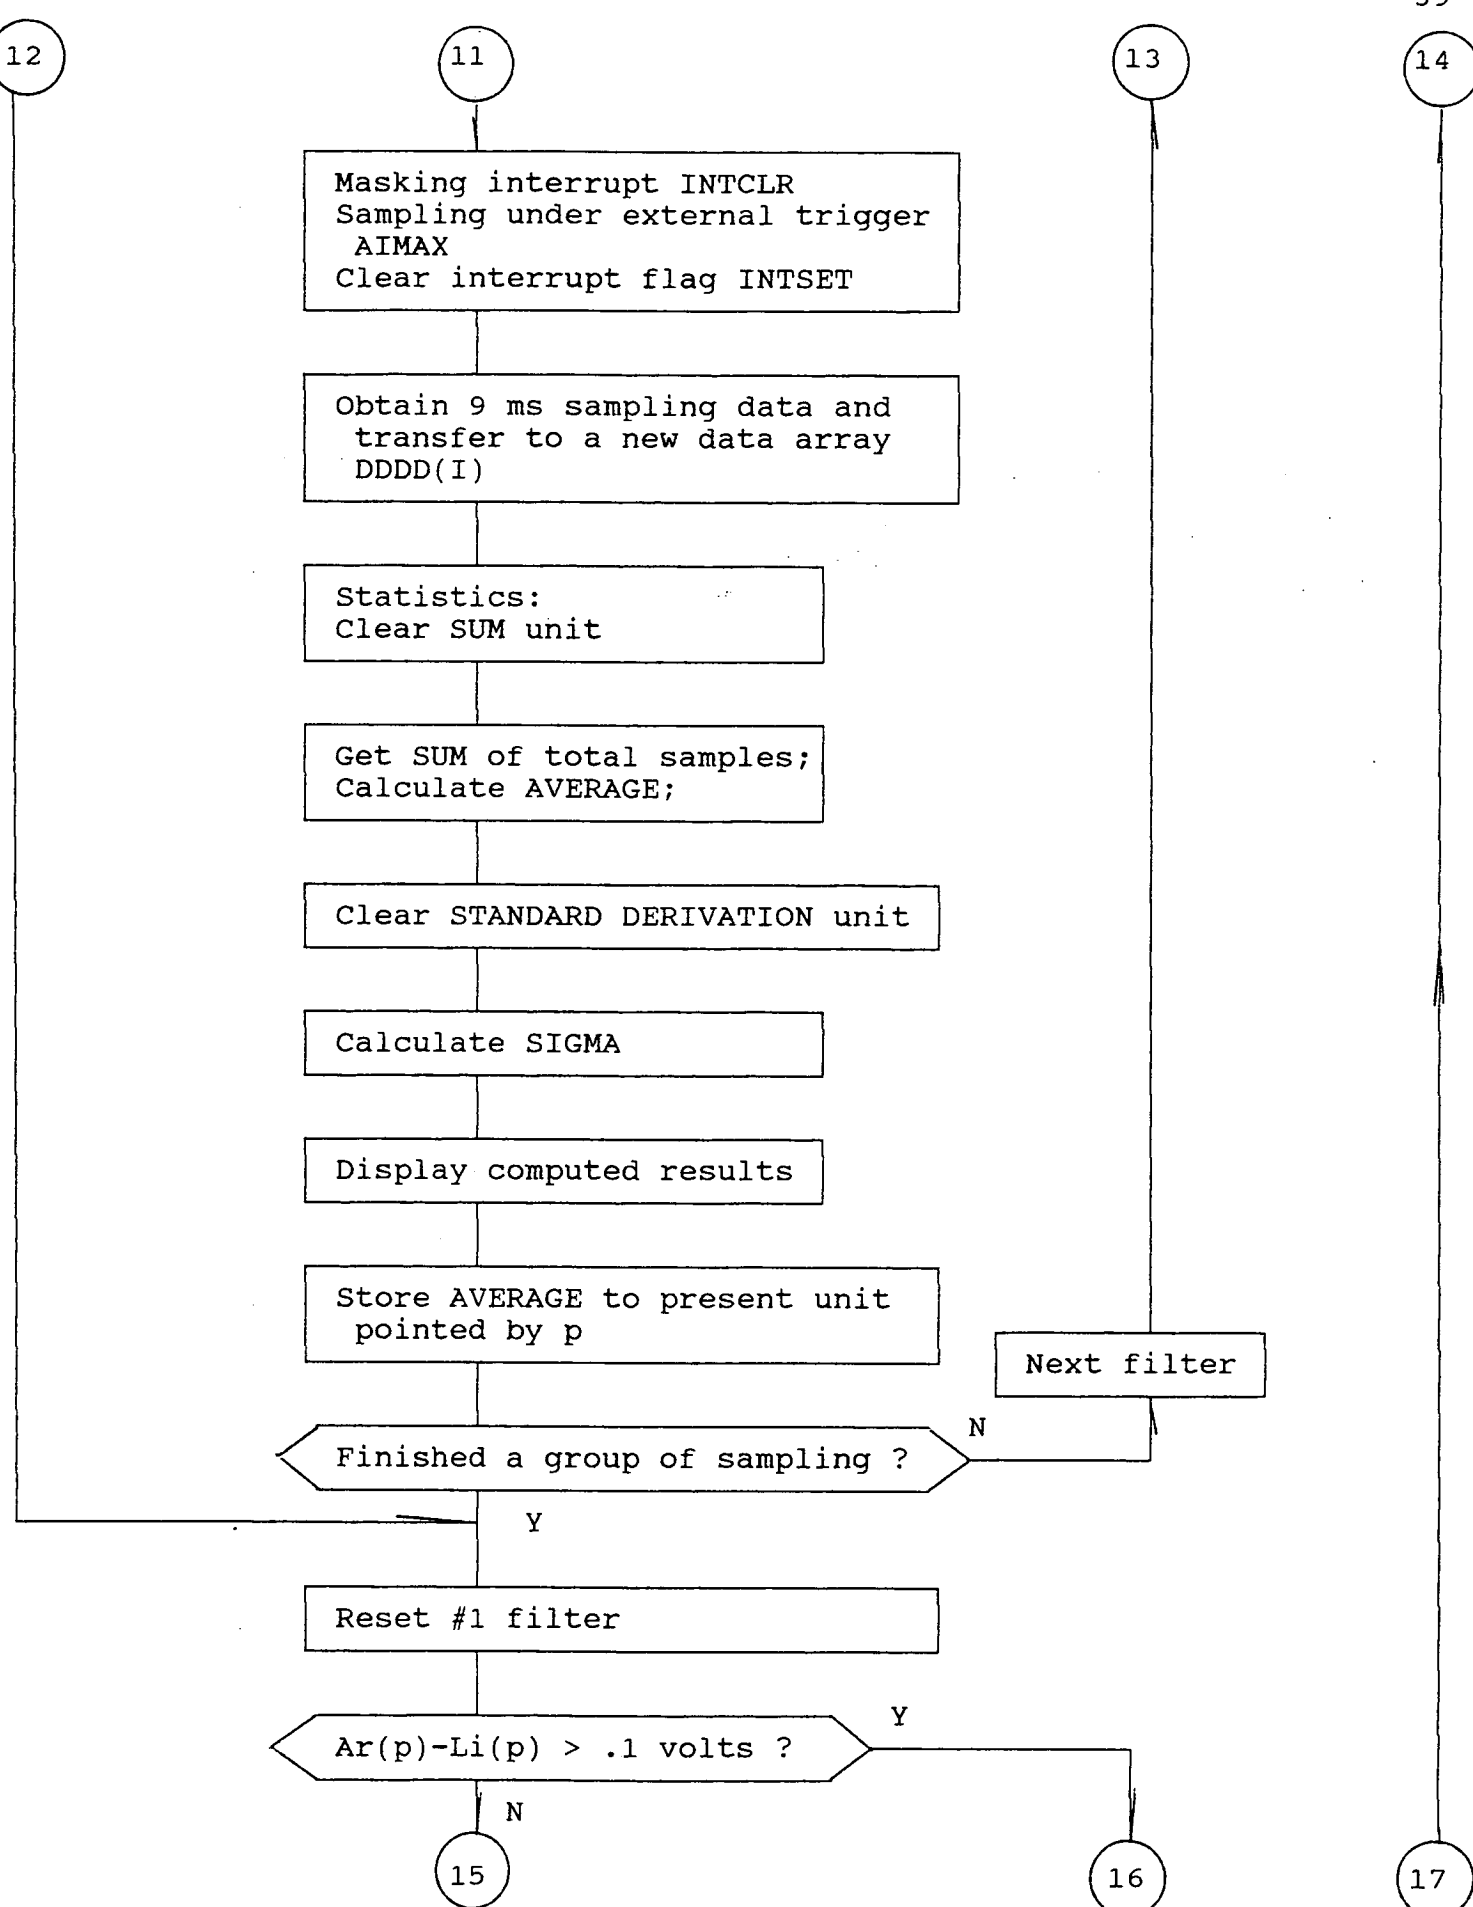 12
11
13
14
Masking interrupt INTCLR
Sampling under external trigger
AIMAX
Clear interrupt flag INTSET
Obtain 9 ms sampling data and
transfer to a new data array
DDDD(I)
Statistics:
Clear SUM unit
Get SUM of total samples;
Calculate AVERAGE;
Clear STANDARD DERIVATION unit
Calculate SIGMA
Display computed results
Store AVERAGE to present unit
pointed by p
Next filter
N
Finished a group of sampling ?
Y
Reset #1 filter
Y
Ar(p)-Li(p) > .1 volts ?
N
15
16
17